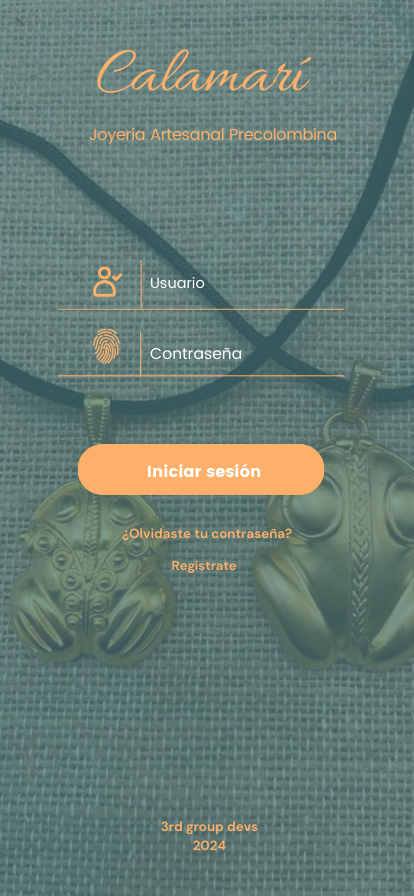 Calamarí
Joyería Artesanal Precolombina
Usuario
Contraseña
Iniciar sesión
¿Olvidaste tu contraseña?
Registrate
3rd group devs
2024